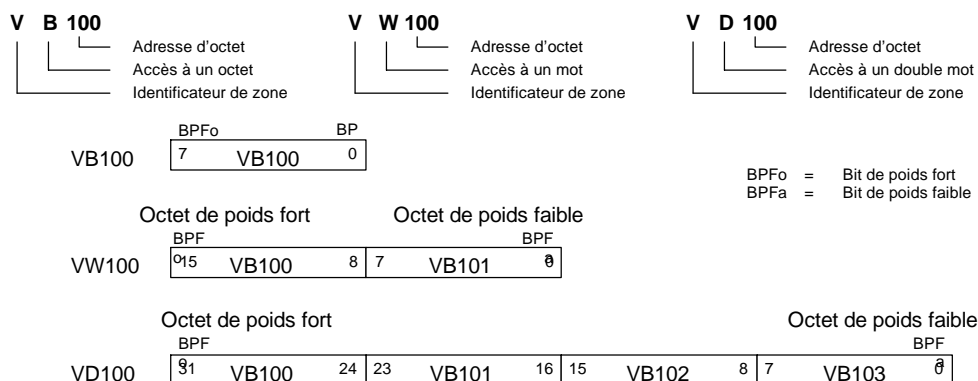 V B 100 V W 100 V D 100
Adresse d'octet Adresse d'octet Adresse d'octet
Accès à un octet Accès à un mot Accès à un double mot
Identificateur de zone Identificateur de zone Identificateur de zone
BPFo BP
VB100 7 VB100 0
BPFo = Bit de poids fort
BPFa = Bit de poids faible
Octet de poids fort Octet de poids faible
BPF BPF
VW100 o15 VB100 8 7 VB101 a0
Octet de poids fort Octet de poids faible
BPF BPF
VD100 o31 VB100 24 23 VB101 16 15 VB102 8 7 VB103 a0